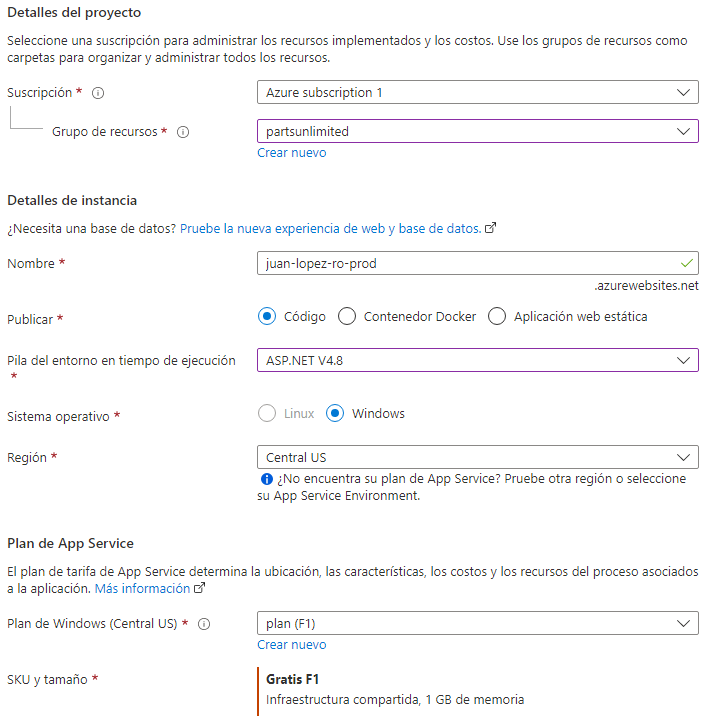 Detalles del proyecto
Seleccione una suscripción para administrar los recursos implementados y los costos. Use los grupos de recursos como
carpetas para organizar y administrar todos los recursos.
Suscripción *
Azure subscription 1
Grupo de recursos *
partsunlimited
Crear nuevo
Detalles de instancia
¿Necesita una base de datos? Pruebe la nueva experiencia de web y base de datos.
Nombre *
juan-lopez-ro-prod
.azurewebsites.net
Publicar *
Código
Contenedor Docker
Aplicación web estática
Pila del entorno en tiempo de ejecución
*
ASP.NET V4.8
Sistema operativo *
Linux
Windows
Región *
Central US
¿No encuentra su plan de App Service? Pruebe otra región o seleccione
su App Service Environment.
Plan de App Service
El plan de tarifa de App Service determina la ubicación, las características, los costos y los recursos del proceso asociados
a la aplicación. Más información
Plan de Windows (Central US) *
plan (F1)
Crear nuevo
SKU y tamaño *
Gratis F1
Infraestructura compartida, 1 GB de memoria